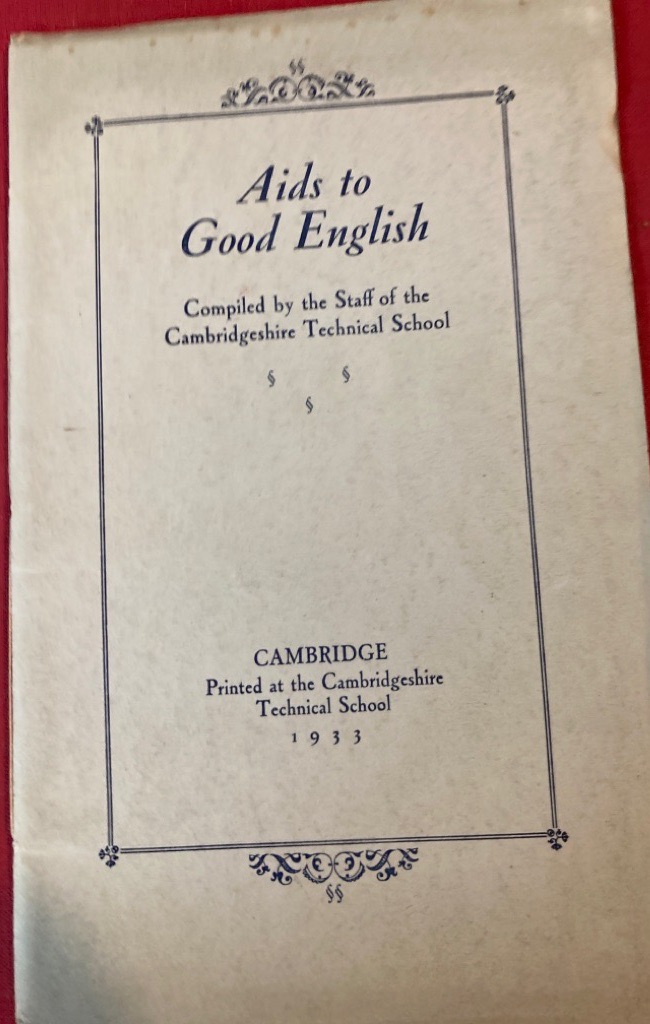 §§
Aids to
Good English
Compiled by the Staff of the
Cambridgeshire Technical School
§ §
§
CAMBRIDGE
Printed at the Cambridgeshire
Technical School
1933
§§